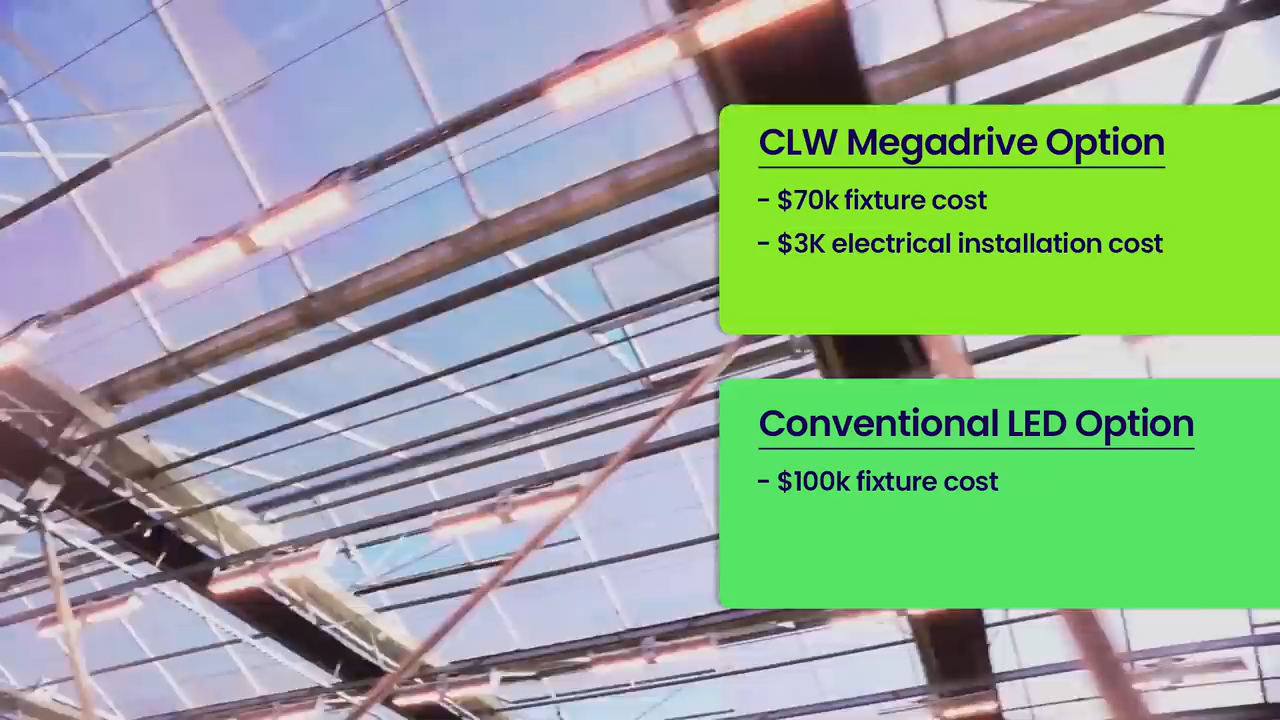 CLW Megadrive Option
- $70k fixture cost
- $3K electrical installation cost
Conventional LED Option
- $100k fixture cost